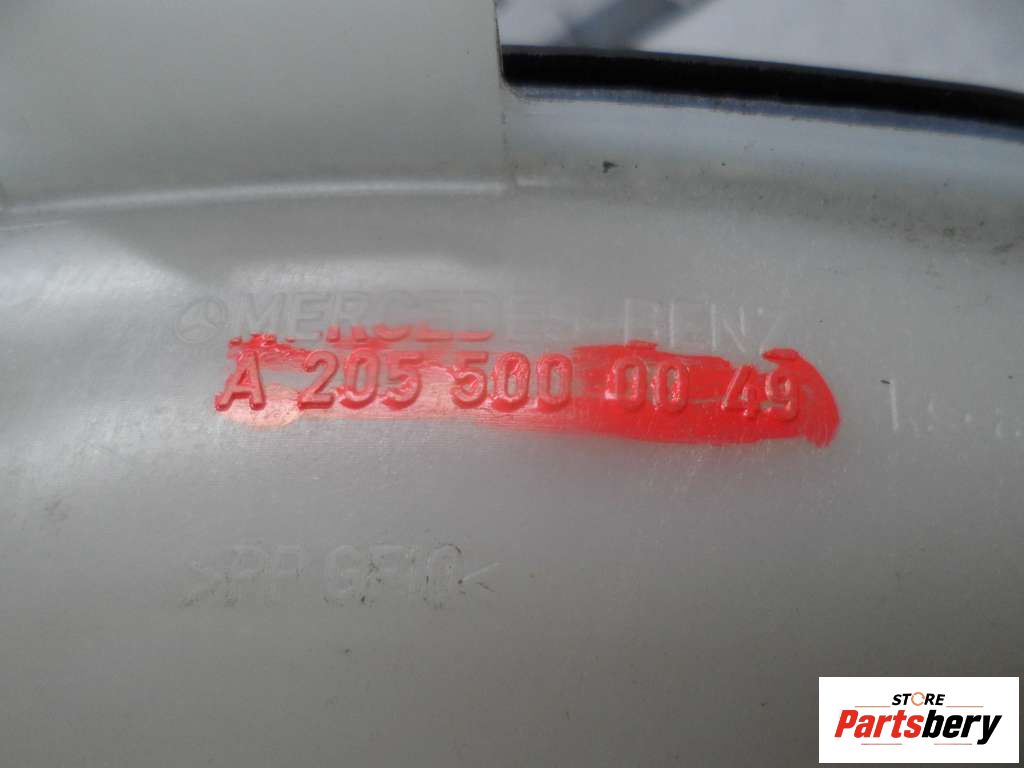 MERCEDES-BENZ
A 205 500 00 49
>PP GF10<
STORE
Partsbery